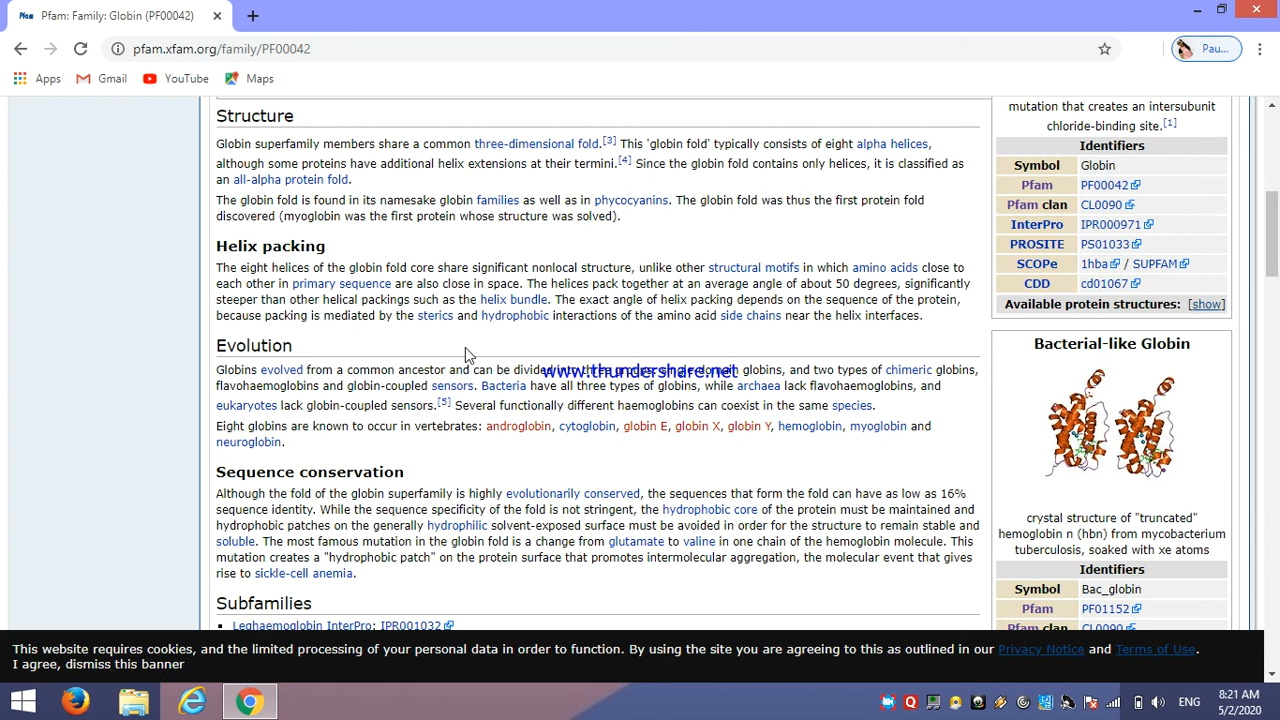 Pfam: Family: Globin (PF00042)
pfam.xfam.org/family/PF00042
Pau...
Apps
Gmail
YouTube
Maps
Structure
Globin superfamily members share a common three-dimensional fold.[3] This 'globin fold' typically consists of eight alpha helices,
although some proteins have additional helix extensions at their termini.[4] Since the globin fold contains only helices, it is classified as
an all-alpha protein fold.
The globin fold is found in its namesake globin families as well as in phycocyanins. The globin fold was thus the first protein fold
discovered (myoglobin was the first protein whose structure was solved).
Helix packing
The eight helices of the globin fold core share significant nonlocal structure, unlike other structural motifs in which amino acids close to
each other in primary sequence are also close in space. The helices pack together at an average angle of about 50 degrees, significantly
steeper than other helical packings such as the helix bundle. The exact angle of helix packing depends on the sequence of the protein,
because packing is mediated by the sterics and hydrophobic interactions of the amino acid side chains near the helix interfaces.
Evolution
Globins evolved from a common ancestor and can be divided into three groups: single-domain globins, and two types of chimeric globins,
www.thundershare.net
flavohaemoglobins and globin-coupled sensors. Bacteria have all three types of globins, while archaea lack flavohaemoglobins, and
eukaryotes lack globin-coupled sensors.[5] Several functionally different haemoglobins can coexist in the same species.
Eight globins are known to occur in vertebrates: androglobin, cytoglobin, globin E, globin X, globin Y, hemoglobin, myoglobin and
neuroglobin.
Sequence conservation
Although the fold of the globin superfamily is highly evolutionarily conserved, the sequences that form the fold can have as low as 16%
sequence identity. While the sequence specificity of the fold is not stringent, the hydrophobic core of the protein must be maintained and
hydrophobic patches on the generally hydrophilic solvent-exposed surface must be avoided in order for the structure to remain stable and
soluble. The most famous mutation in the globin fold is a change from glutamate to valine in one chain of the hemoglobin molecule. This
mutation creates a "hydrophobic patch" on the protein surface that promotes intermolecular aggregation, the molecular event that gives
rise to sickle-cell anemia.
Subfamilies
Leghaemoglobin InterPro: IPR001032
mutation that creates an intersubunit
chloride-binding site.[1]
Identifiers
Symbol Globin
Pfam PF00042
Pfam clan CL0090
InterPro IPR000971
PROSITE PS01033
SCOPe 1hba / SUPFAM
CDD cd01067
Available protein structures: [show]
Bacterial-like Globin
crystal structure of "truncated"
hemoglobin n (hbn) from mycobacterium
tuberculosis, soaked with xe atoms
Identifiers
Symbol Bac_globin
Pfam PF01152
Pfam clan CL0090
This website requires cookies, and the limited processing of your personal data in order to function. By using the site you are agreeing to this as outlined in our Privacy Notice and Terms of Use.
I agree, dismiss this banner
ENG
8:21 AM
5/2/2020